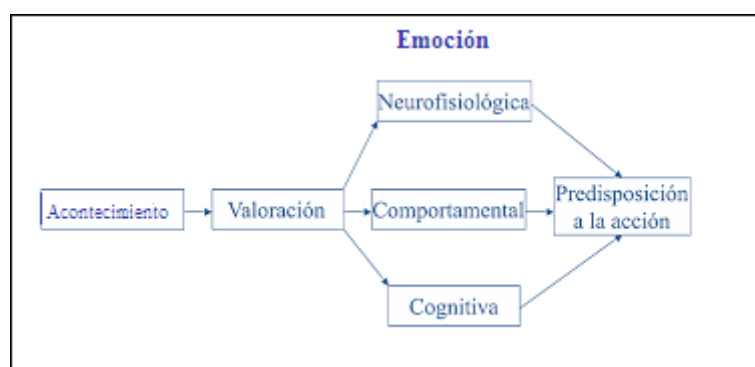 Emoción
Neurofisiológica
Acontecimiento
Valoración
Comportamental
Predisposición
a la acción
Cognitiva